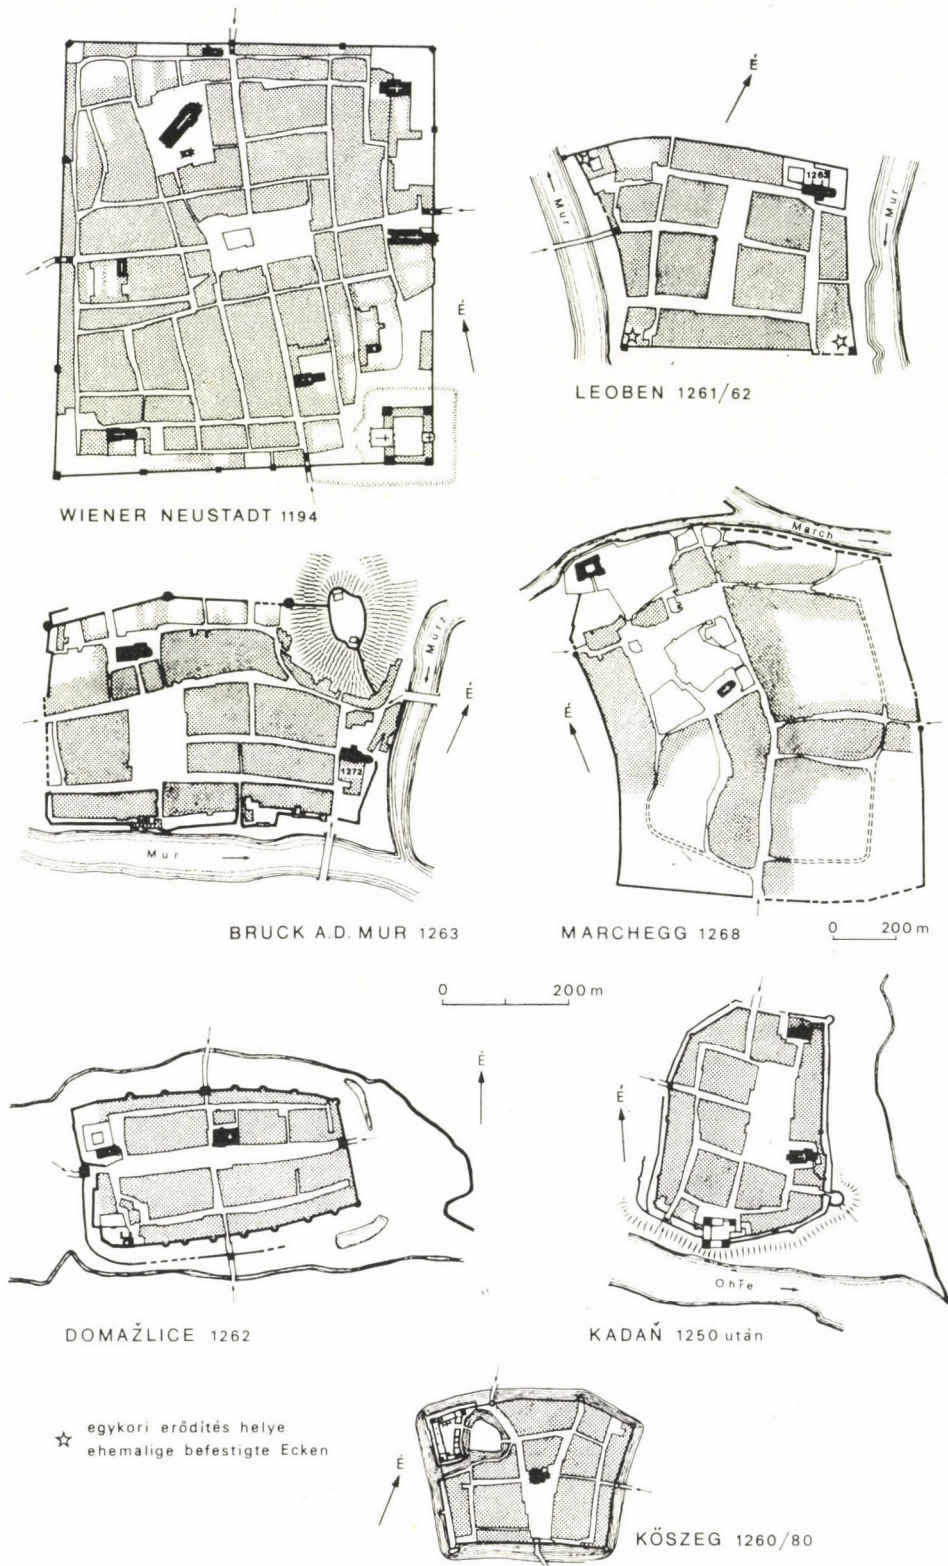 É
1263
Mur
Mur
É
LEOBEN 1261/62
WIENER NEUSTADT 1194
March
Mürz
É
É
1272
Mur
BRUCK A.D. MUR 1263
MARCHEGG 1268
0 200 m
0 200 m
É
É
Ohře
DOMAŽLICE 1262
KADAŇ 1250 után
☆ egykori erődítés helye
ehemalige befestigte Ecken
É
KŐSZEG 1260/80